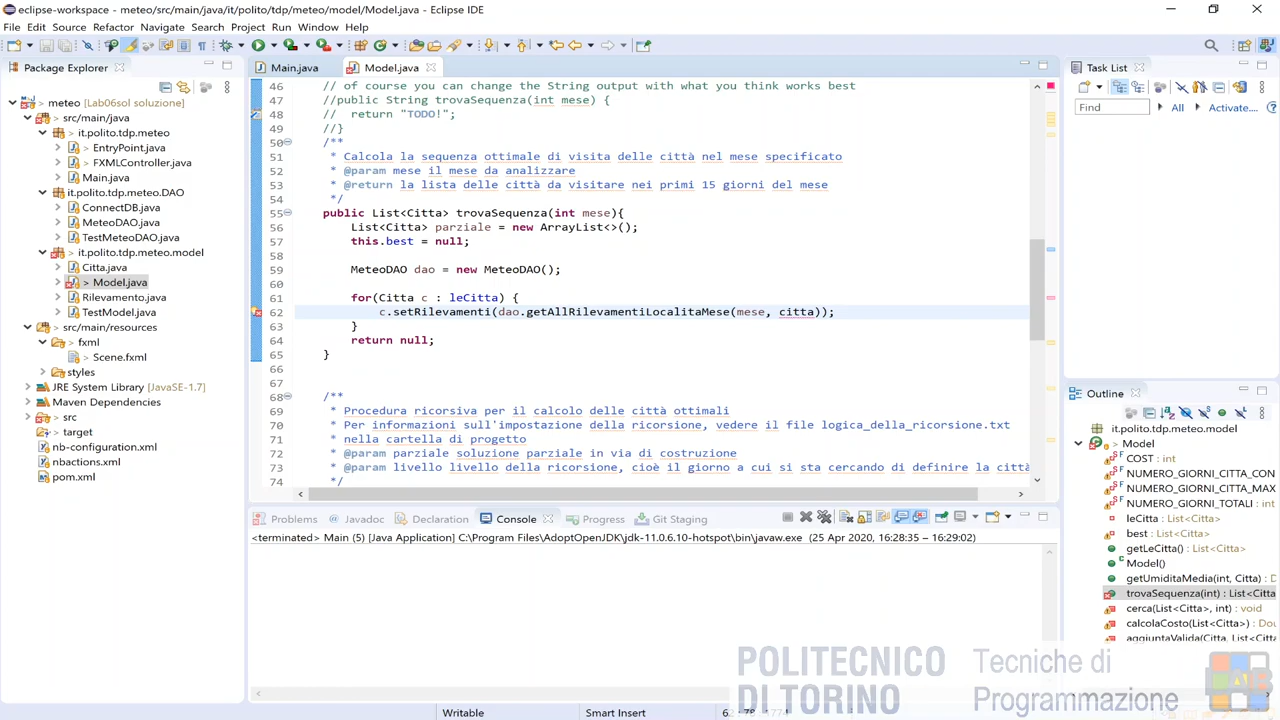 eclipse-workspace - meteo/src/main/java/it/polito/tdp/meteo/model/Model.java - Eclipse IDE
File Edit Source Refactor Navigate Search Project Run Window Help
Package Explorer
meteo [Lab06sol soluzione]
src/main/java
it.polito.tdp.meteo
EntryPoint.java
> FXMLController.java
Main.java
it.polito.tdp.meteo.DAO
ConnectDB.java
MeteoDAO.java
TestMeteoDAO.java
it.polito.tdp.meteo.model
Citta.java
> Model.java
Rilevamento.java
TestModel.java
src/main/resources
fxml
> Scene.fxml
styles
JRE System Library [JavaSE-1.7]
Maven Dependencies
src
target
nb-configuration.xml
nbactions.xml
pom.xml
Main.java
Model.java
46 // of course you can change the String output with what you think works best
47 //public String trovaSequenza(int mese) {
48 // return "TODO!";
49 //}
50 /**
51 * Calcola la sequenza ottimale di visita delle città nel mese specificato
52 * @param mese il mese da analizzare
53 * @return la lista delle città da visitare nei primi 15 giorni del mese
54 */
55 public List<Citta> trovaSequenza(int mese){
56 List<Citta> parziale = new ArrayList<>();
57 this.best = null;
58
59 MeteoDAO dao = new MeteoDAO();
60
61 for(Citta c : leCitta) {
62 c.setRilevamenti(dao.getAllRilevamentiLocalitaMese(mese, citta));
63 }
64 return null;
65 }
66
67
68 /**
69 * Procedura ricorsiva per il calcolo delle città ottimali
70 * Per informazioni sull'impostazione della ricorsione, vedere il file logica_della_ricorsione.txt
71 * nella cartella di progetto
72 * @param parziale soluzione parziale in via di costruzione
73 * @param livello livello della ricorsione, cioè il giorno a cui si sta cercando di definire la città
74 */
Problems Javadoc Declaration Console Progress Git Staging
<terminated> Main (5) [Java Application] C:\Program Files\AdoptOpenJDK\jdk-11.0.6.10-hotspot\bin\javaw.exe (25 Apr 2020, 16:28:35 – 16:29:02)
Task List
Find All Activate...
Outline
it.polito.tdp.meteo.model
> Model
COST : int
NUMERO_GIORNI_CITTA_CON
NUMERO_GIORNI_CITTA_MAX
NUMERO_GIORNI_TOTALI : int
leCitta : List<Citta>
best : List<Citta>
getLeCitta() : List<Citta>
Model()
getUmiditaMedia(int, Citta) : D
trovaSequenza(int) : List<Citta
cerca(List<Citta>, int) : void
calcolaCosto(List<Citta>) : Dou
aggiuntaValida(Citta, List<Citta
POLITECNICO
DI TORINO
Tecniche di
Programmazione
Writable Smart Insert